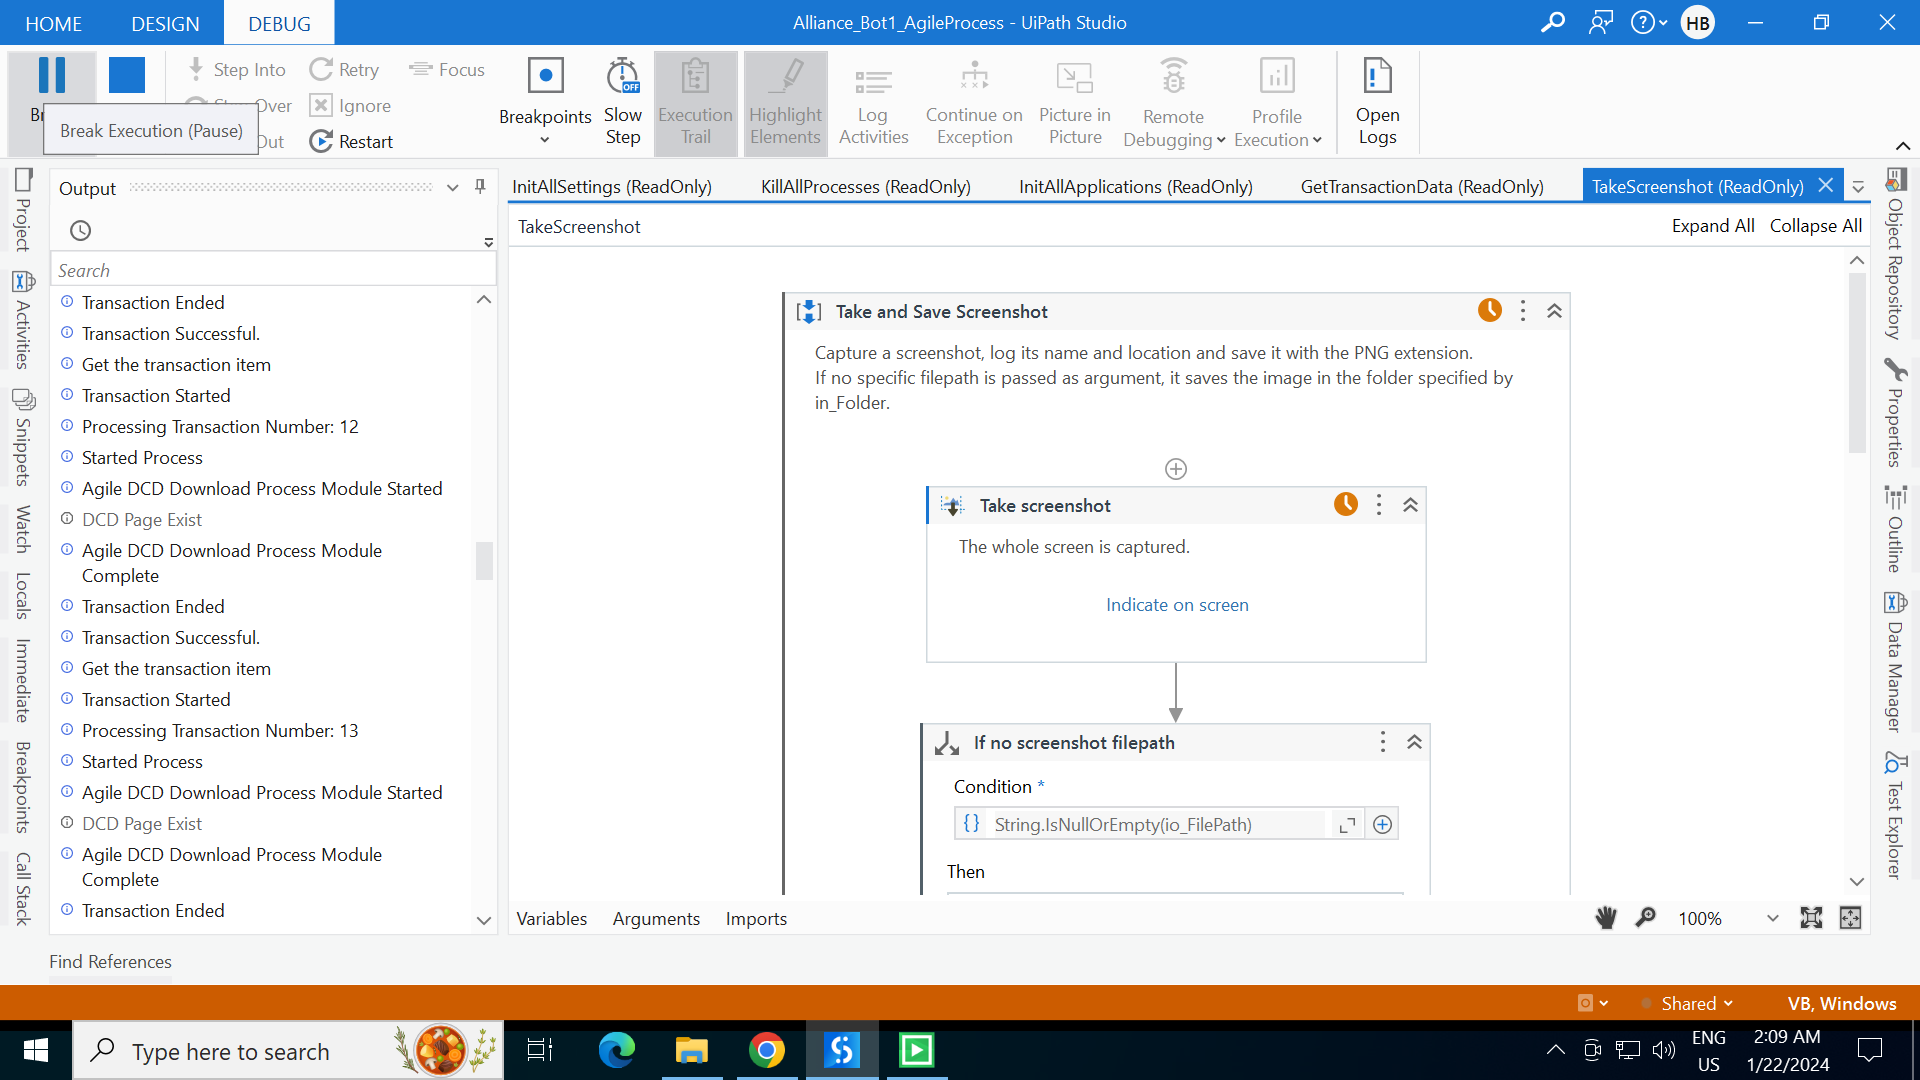 HOME DESIGN DEBUG
Alliance_Bot1_AgileProcess - UiPath Studio
HB
Step Into
Retry
Focus
Over
Ignore
Out
Restart
Break Execution (Pause)
Breakpoints
Slow
Step
Execution
Trail
Highlight
Elements
Log
Activities
Continue on
Exception
Picture in
Picture
Remote
Debugging
Profile
Execution
Open
Logs
OFF
Project
Activities
Snippets
Watch
Locals
Immediate
Breakpoints
Call Stack
Output
Search
Transaction Ended
Transaction Successful.
Get the transaction item
Transaction Started
Processing Transaction Number: 12
Started Process
Agile DCD Download Process Module Started
DCD Page Exist
Agile DCD Download Process Module
Complete
Transaction Ended
Transaction Successful.
Get the transaction item
Transaction Started
Processing Transaction Number: 13
Started Process
Agile DCD Download Process Module Started
DCD Page Exist
Agile DCD Download Process Module
Complete
Transaction Ended
Find References
InitAllSettings (ReadOnly)
KillAllProcesses (ReadOnly)
InitAllApplications (ReadOnly)
GetTransactionData (ReadOnly)
TakeScreenshot (ReadOnly)
TakeScreenshot
Expand All
Collapse All
Take and Save Screenshot
Capture a screenshot, log its name and location and save it with the PNG extension.
If no specific filepath is passed as argument, it saves the image in the folder specified by
in_Folder.
Take screenshot
The whole screen is captured.
Indicate on screen
If no screenshot filepath
Condition *
String.IsNullOrEmpty(io_FilePath)
Then
Variables
Arguments
Imports
100%
Object Repository
Properties
Outline
Data Manager
Test Explorer
Shared
VB, Windows
Type here to search
ENG
US
2:09 AM
1/22/2024